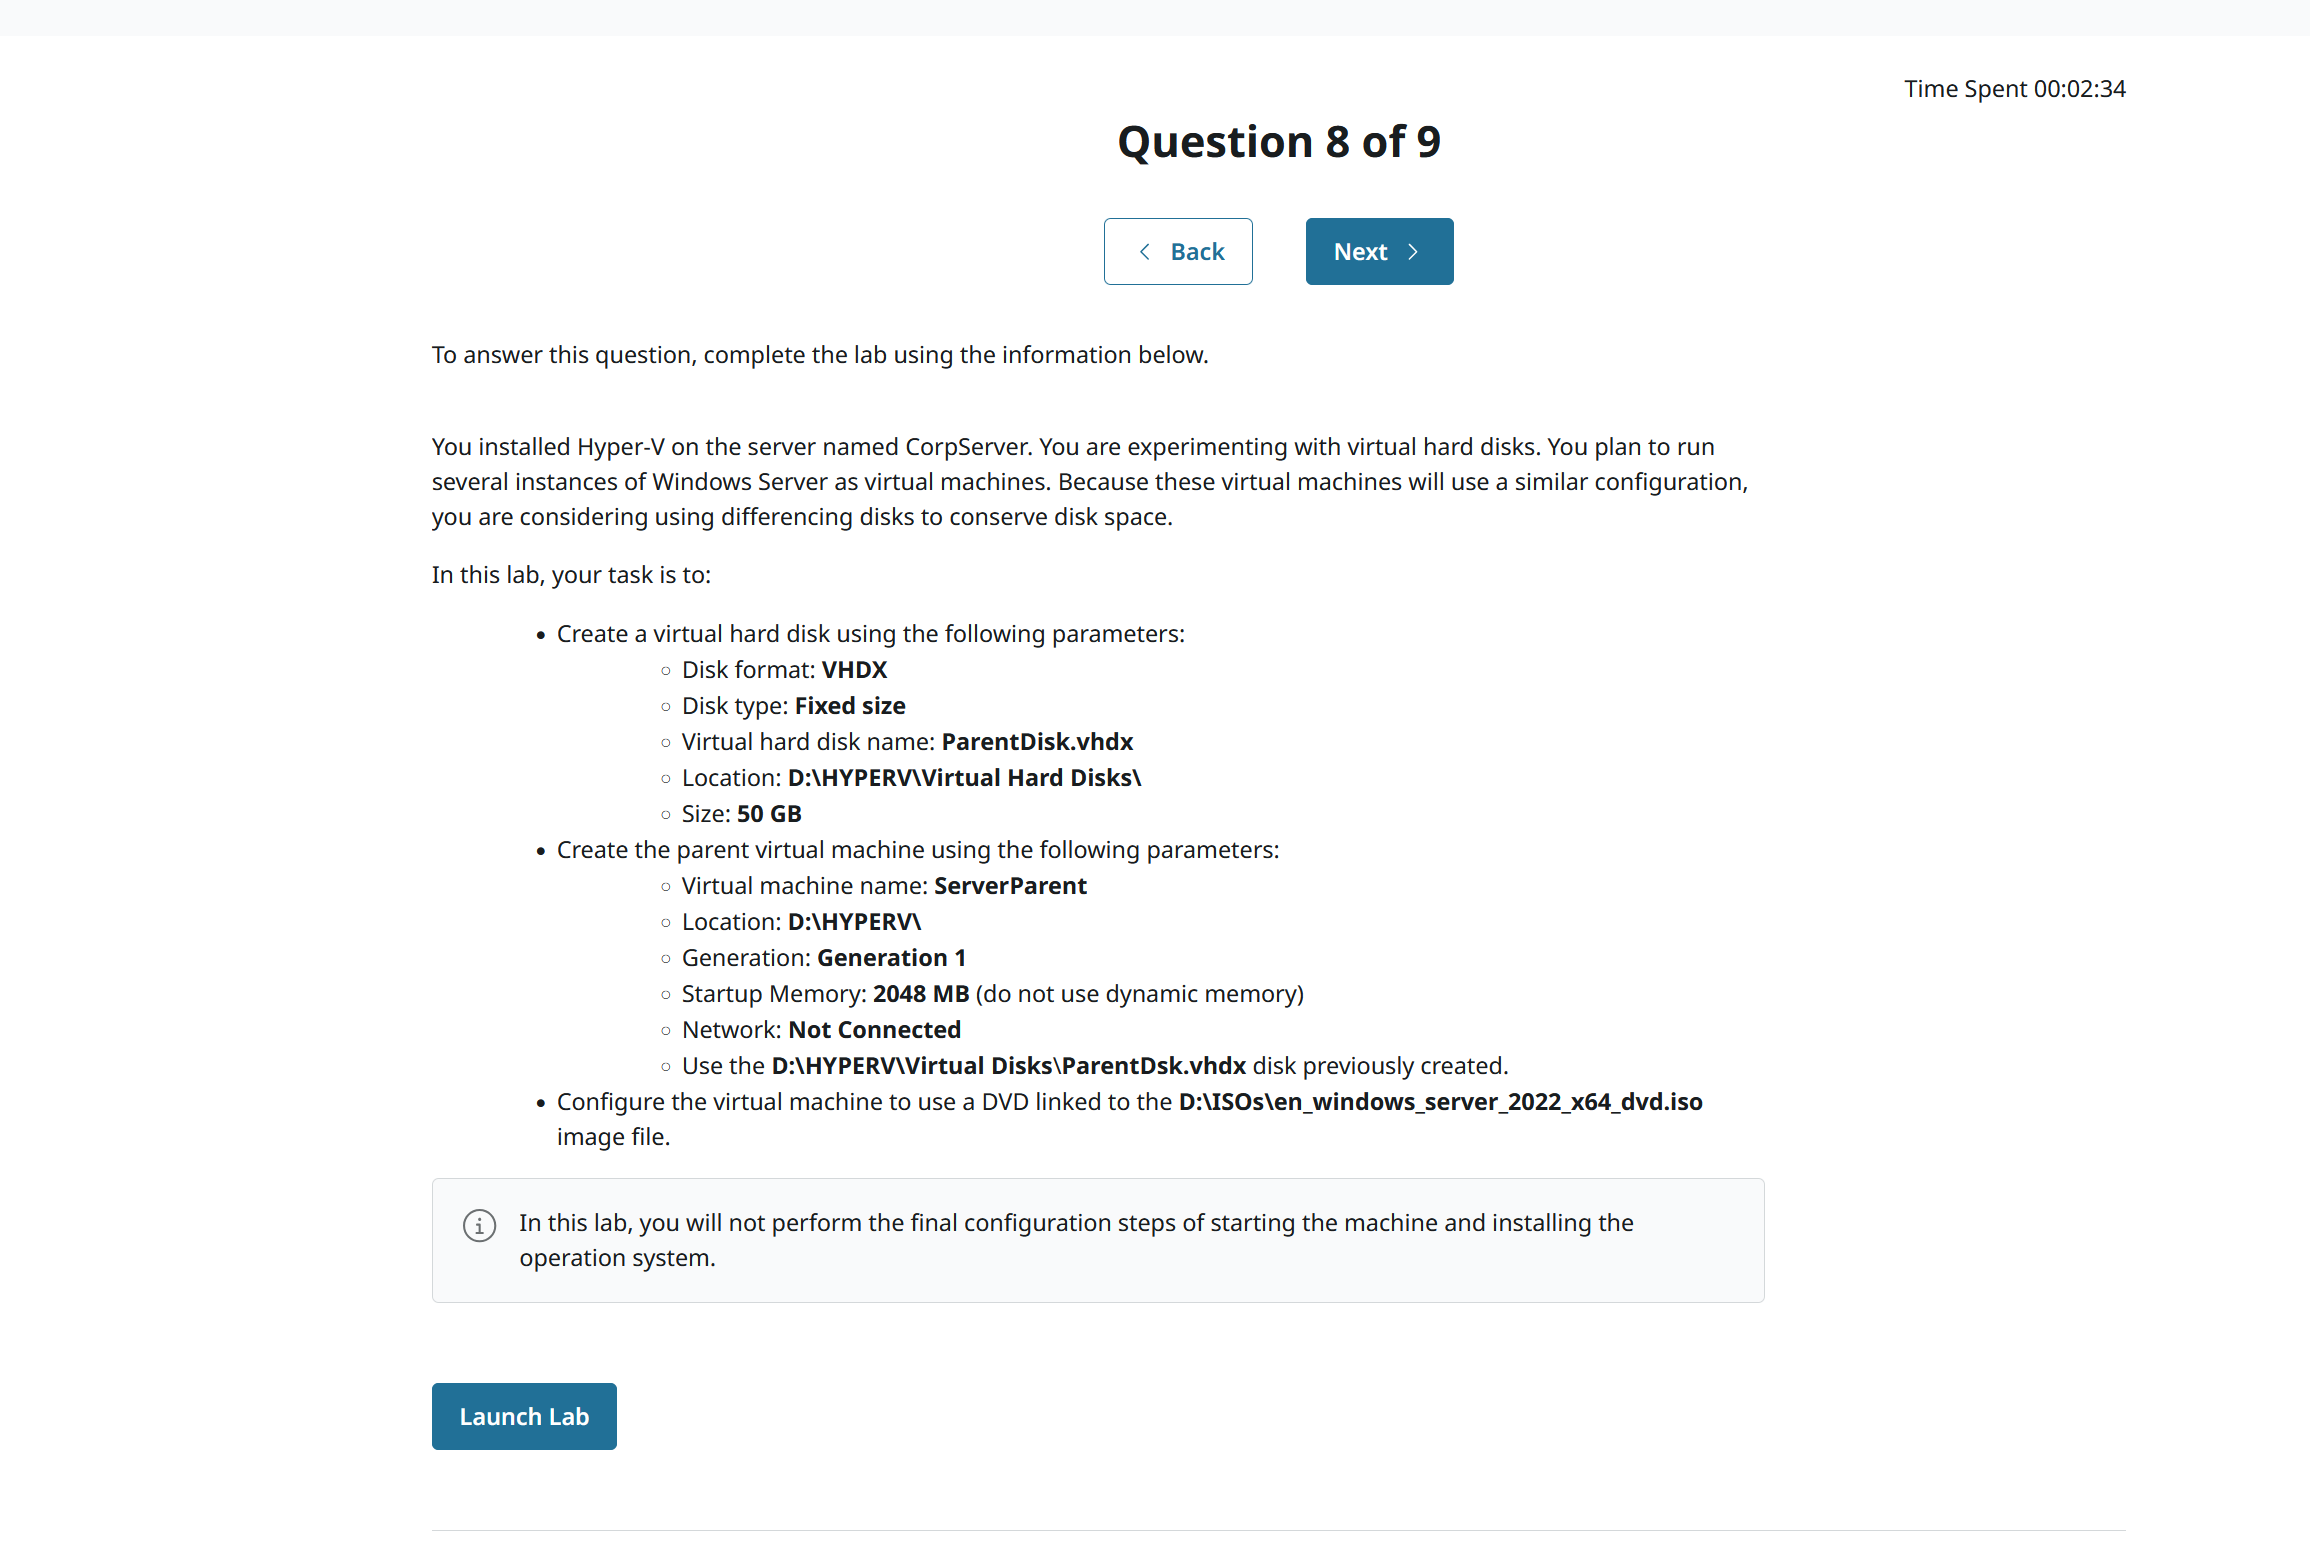 Time Spent 00:02:34
Question 8 of 9
Back
Next
To answer this question, complete the lab using the information below.
You installed Hyper-V on the server named CorpServer. You are experimenting with virtual hard disks. You plan to run
several instances of Windows Server as virtual machines. Because these virtual machines will use a similar configuration,
you are considering using differencing disks to conserve disk space.
In this lab, your task is to:
• Create a virtual hard disk using the following parameters:
○ Disk format: VHDX
○ Disk type: Fixed size
○ Virtual hard disk name: ParentDisk.vhdx
○ Location: D:\HYPERV\Virtual Hard Disks\
○ Size: 50 GB
• Create the parent virtual machine using the following parameters:
○ Virtual machine name: ServerParent
○ Location: D:\HYPERV\
○ Generation: Generation 1
○ Startup Memory: 2048 MB (do not use dynamic memory)
○ Network: Not Connected
○ Use the D:\HYPERV\Virtual Disks\ParentDsk.vhdx disk previously created.
• Configure the virtual machine to use a DVD linked to the D:\ISOs\en_windows_server_2022_x64_dvd.iso
image file.
In this lab, you will not perform the final configuration steps of starting the machine and installing the
operation system.
Launch Lab